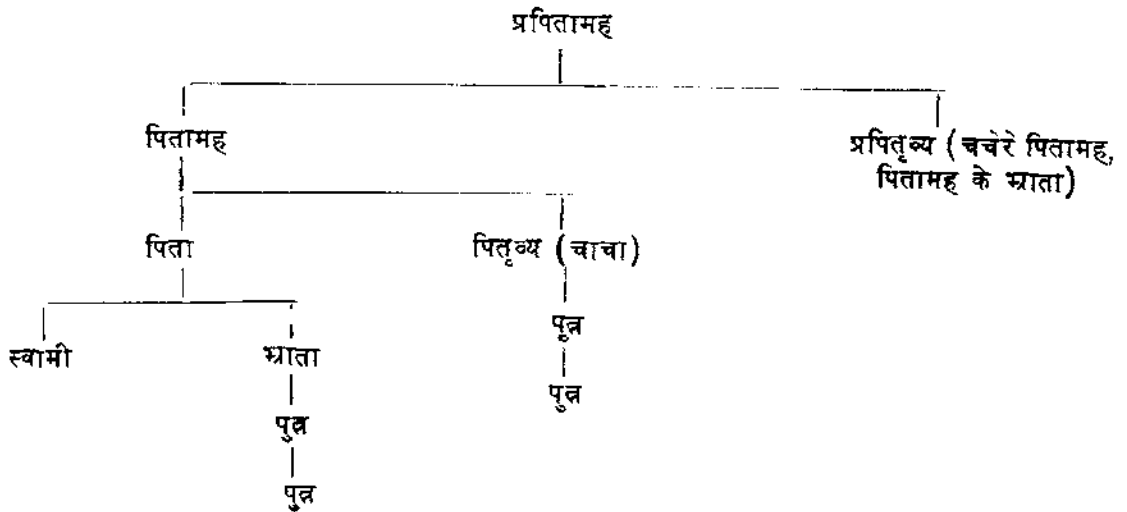 प्रपितामह
पितामह
प्रपितृव्य (चचेरे पितामह,
पितामह के भ्राता)
पिता
पितृव्य (चाचा)
स्वामी
भ्राता
पुत्र
पुत्र
पुत्र
पुत्र